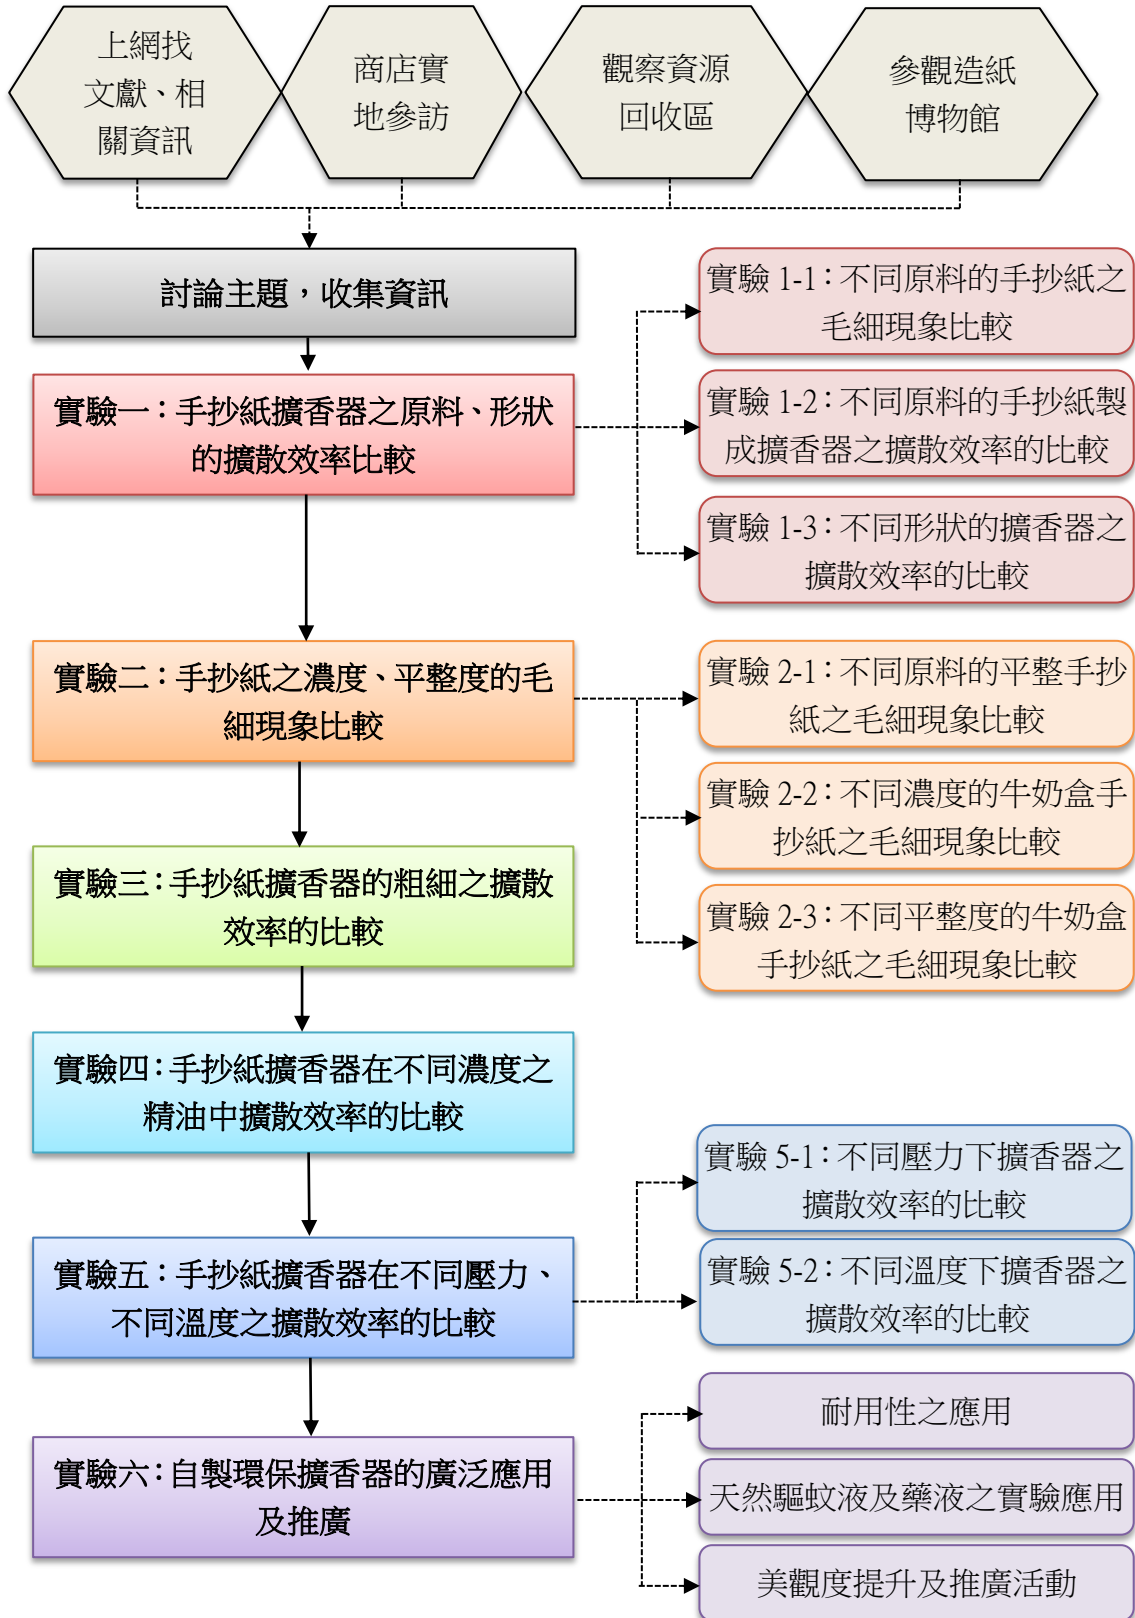 上網找
文獻、相
關資訊
商店實
地參訪
觀察資源
回收區
參觀造紙
博物館
討論主題，收集資訊
實驗一：手抄紙擴香器之原料、形狀
的擴散效率比較
實驗 1-1：不同原料的手抄紙之
毛細現象比較
實驗 1-2：不同原料的手抄紙製
成擴香器之擴散效率的比較
實驗 1-3：不同形狀的擴香器之
擴散效率的比較
實驗二：手抄紙之濃度、平整度的毛
細現象比較
實驗 2-1：不同原料的平整手抄
紙之毛細現象比較
實驗 2-2：不同濃度的牛奶盒手
抄紙之毛細現象比較
實驗 2-3：不同平整度的牛奶盒
手抄紙之毛細現象比較
實驗三：手抄紙擴香器的粗細之擴散
效率的比較
實驗四：手抄紙擴香器在不同濃度之
精油中擴散效率的比較
實驗五：手抄紙擴香器在不同壓力、
不同溫度之擴散效率的比較
實驗 5-1：不同壓力下擴香器之
擴散效率的比較
實驗 5-2：不同溫度下擴香器之
擴散效率的比較
實驗六：自製環保擴香器的廣泛應用
及推廣
耐用性之應用
天然驅蚊液及藥液之實驗應用
美觀度提升及推廣活動